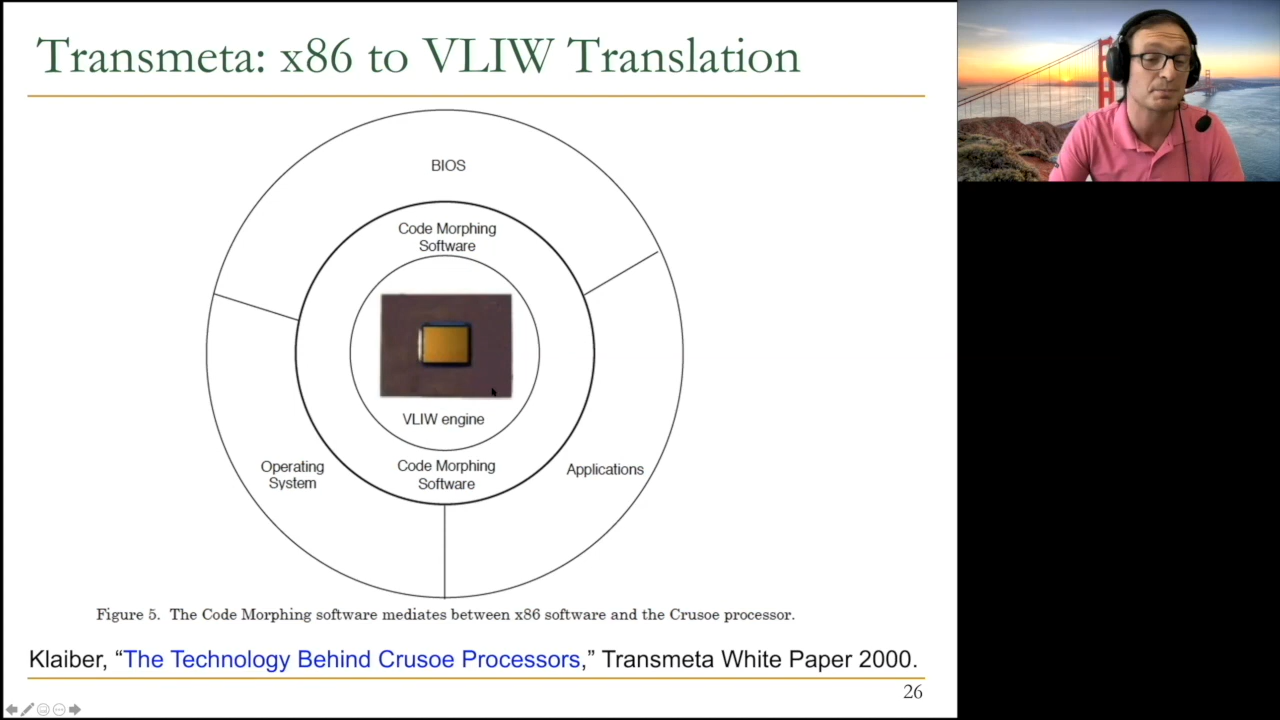 Transmeta: x86 to VLIW Translation
BIOS
Code Morphing
Software
VLIW engine
Code Morphing
Software
Operating
System
Applications
Figure 5. The Code Morphing software mediates between x86 software and the Crusoe processor.
Klaiber, “The Technology Behind Crusoe Processors,” Transmeta White Paper 2000.
26